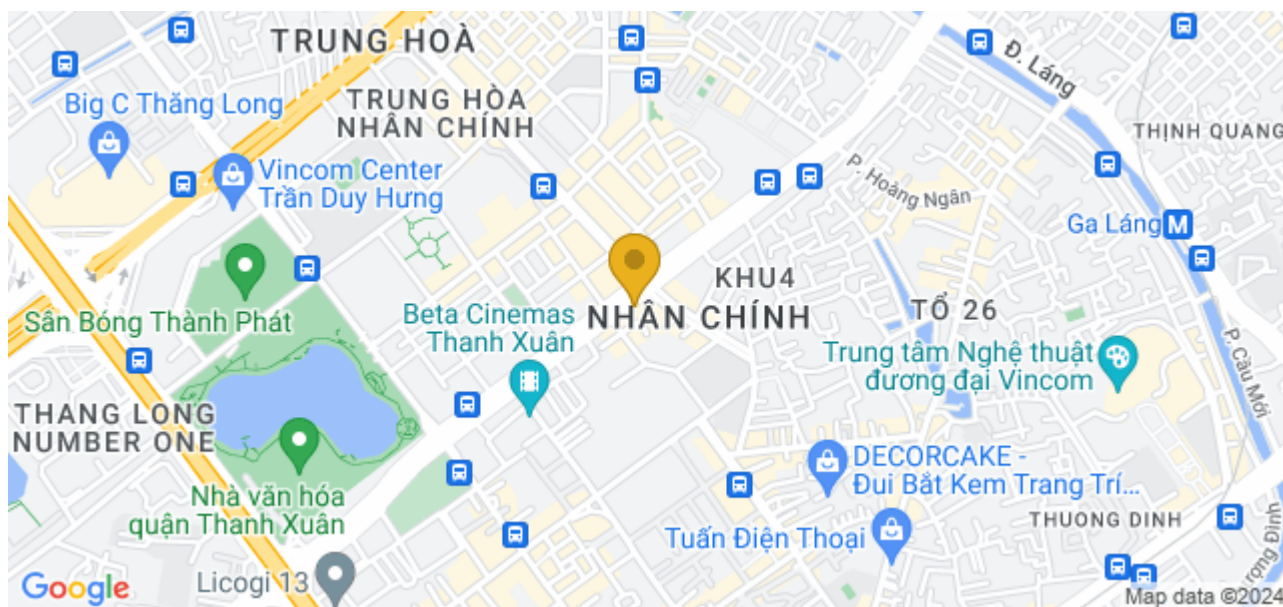 TRUNG HOÀ
Đ. Láng
Big C Thăng Long
TRUNG HÒA
NHÂN CHÍNH
THỊNH QUANG
Vincom Center
Trần Duy Hưng
P. Hoàng Ngân
Ga Láng
M
KHU4
Sân Bóng Thành Phát
Beta Cinemas
Thanh Xuân
NHÂN CHÍNH
TỔ 26
Trung tâm Nghệ thuật
đương đại Vincom
P. Cầu Mới
THANG LONG
NUMBER ONE
DECORCAKE -
Đui Bắt Kem Trang Trí...
Nhà văn hóa
quận Thanh Xuân
THUONG DINH
Tuấn Điện Thoại
Licogi 13
Google
Map data ©2024